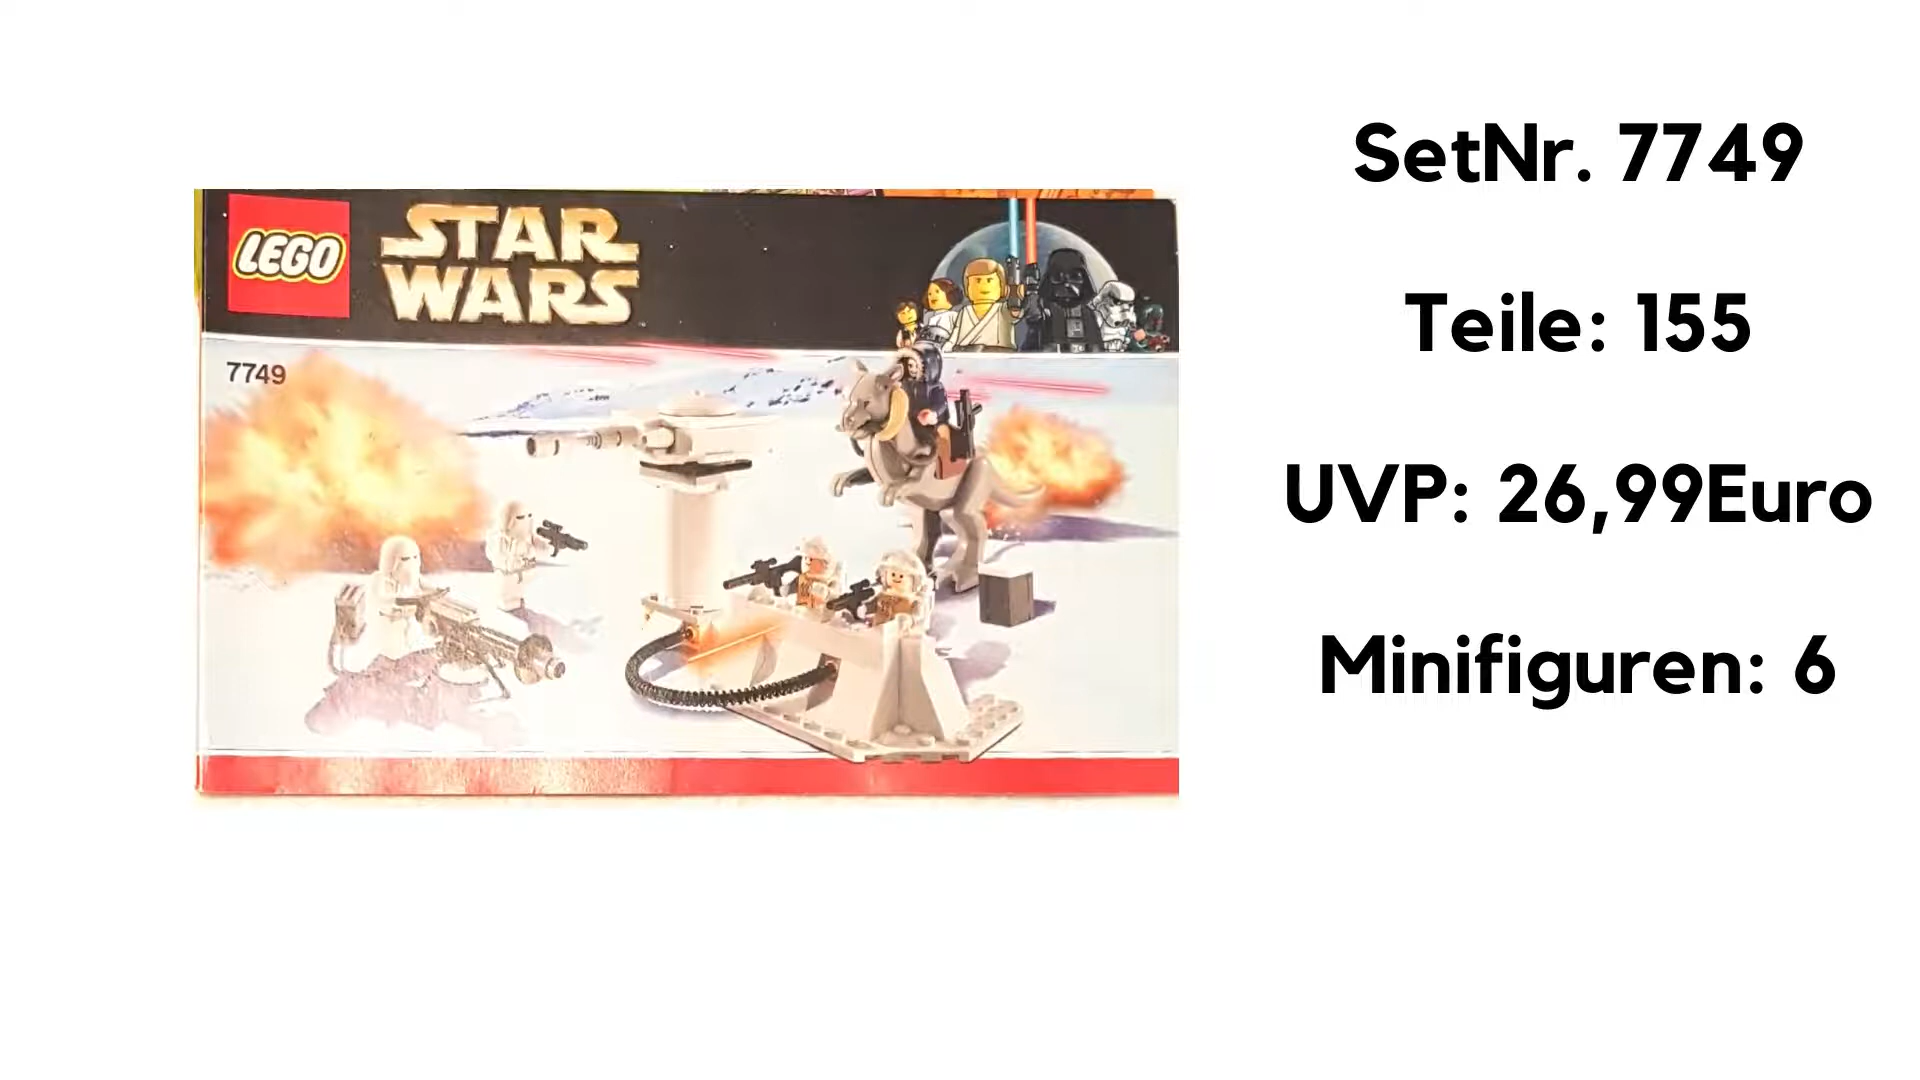 LEGO
STAR
WARS
7749
SetNr. 7749
Teile: 155
UVP: 26,99Euro
Minifiguren: 6